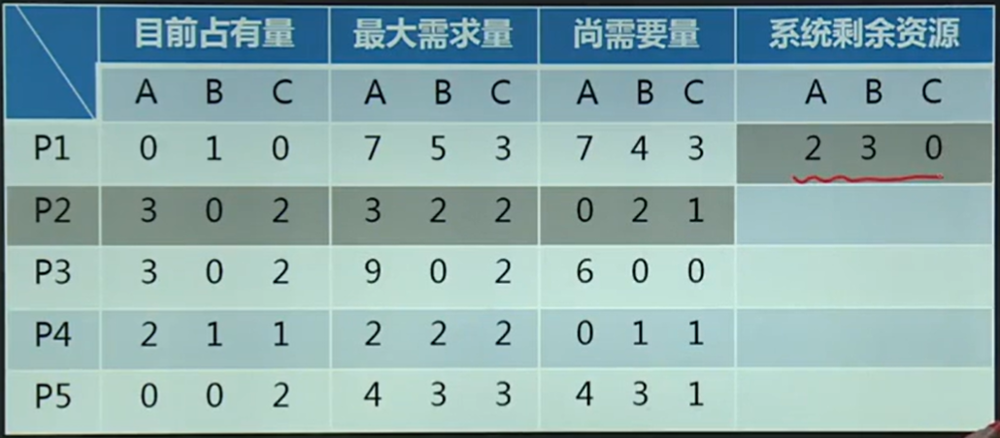 目前占有量 最大需求量 尚需要量 系统剩余资源
A B C A B C A B C A B C
P1 0 1 0 7 5 3 7 4 3 2 3 0
P2 3 0 2 3 2 2 0 2 1
P3 3 0 2 9 0 2 6 0 0
P4 2 1 1 2 2 2 0 1 1
P5 0 0 2 4 3 3 4 3 1